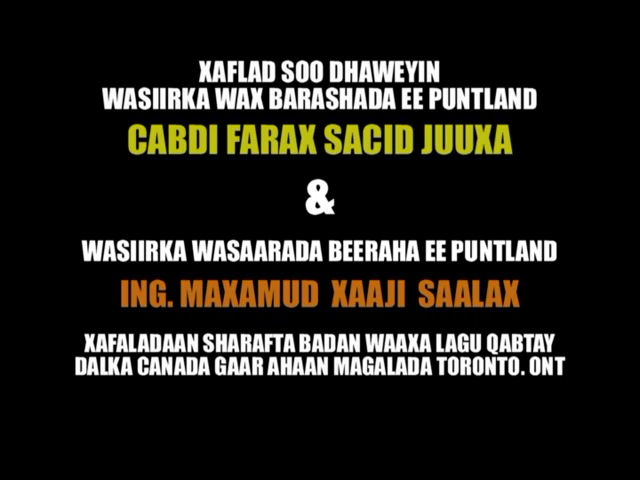 XAFLAD SOO DHAWEYIN
WASIIRKA WAX BARASHADA EE PUNTLAND
CABDI FARAX SACID JUUXA
&
WASIIRKA WASAARADA BEERAHA EE PUNTLAND
ING. MAXAMUD XAAJI SAALAX
XAFALADAAN SHARAFTA BADAN WAAXA LAGU QABTAY
DALKA CANADA GAAR AHAAN MAGALADA TORONTO. ONT